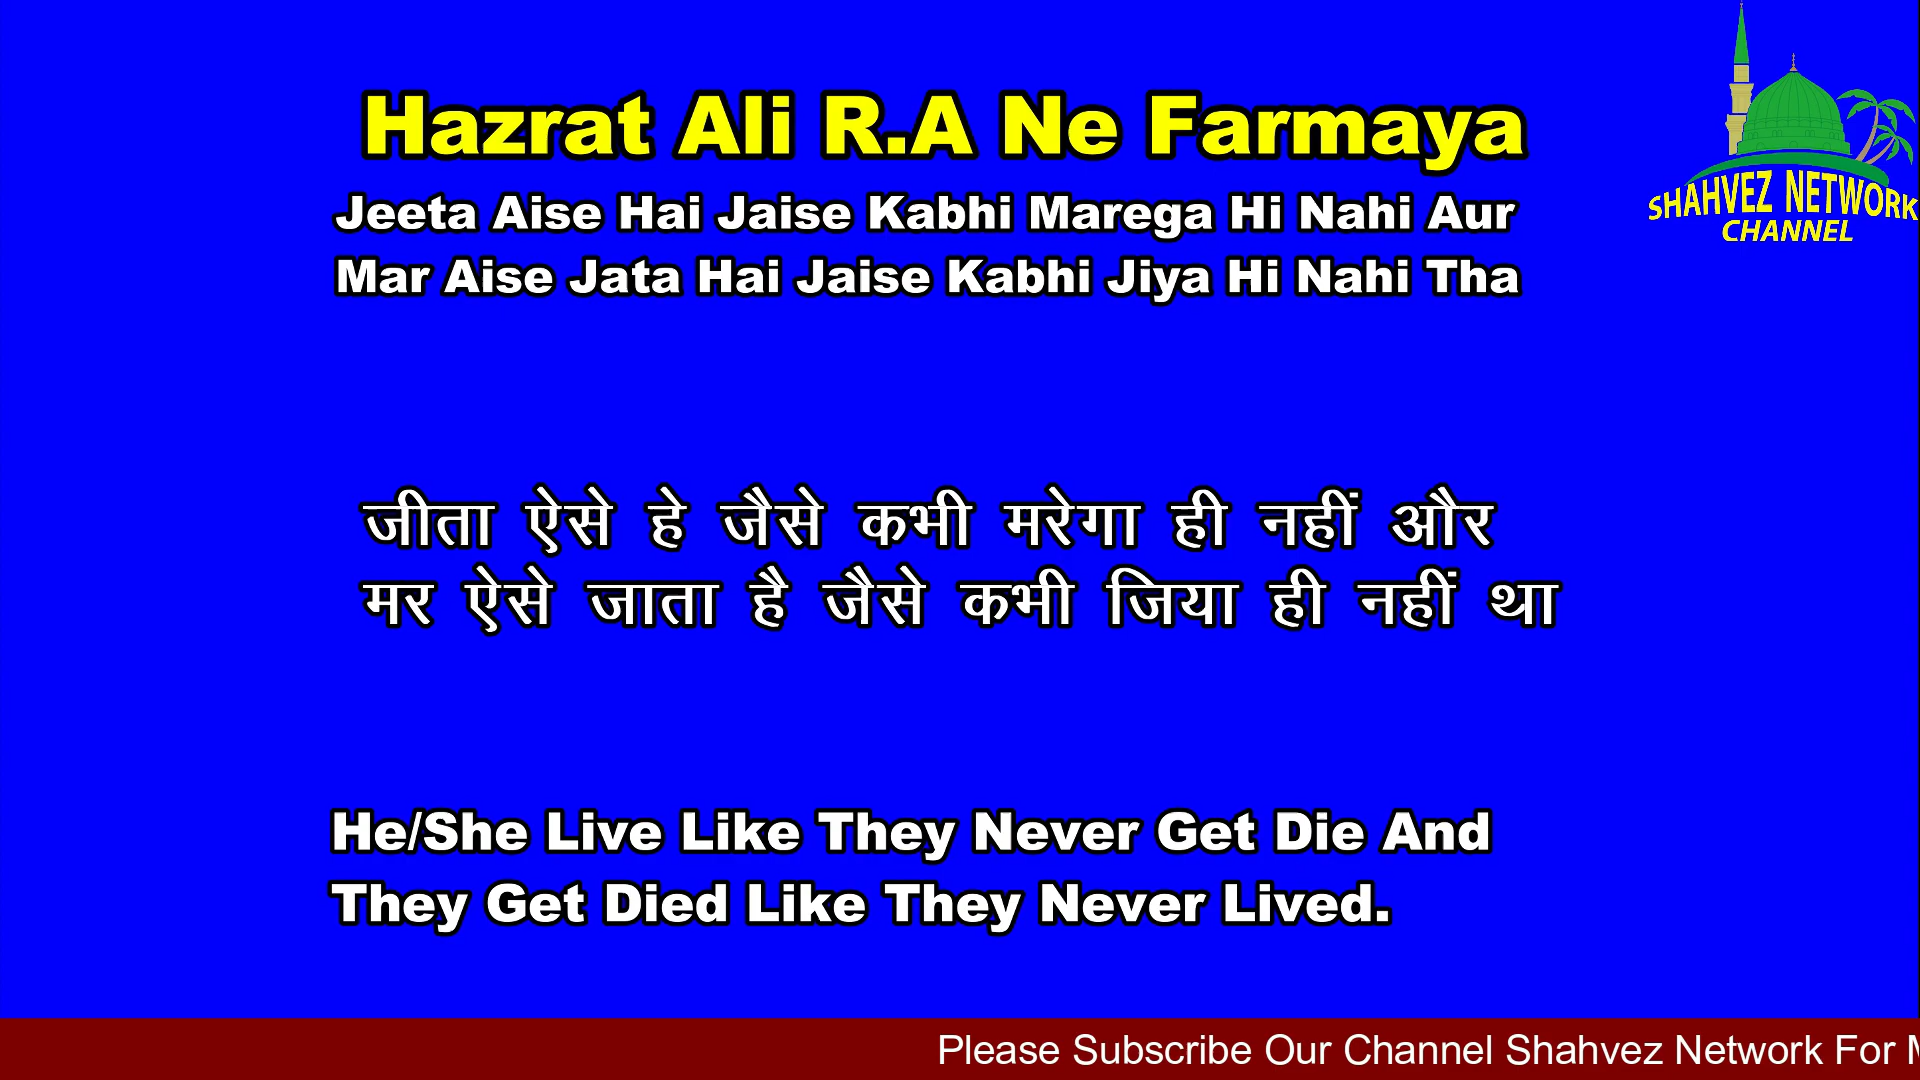 Hazrat Ali R.A Ne Farmaya
Jeeta Aise Hai Jaise Kabhi Marega Hi Nahi Aur
Mar Aise Jata Hai Jaise Kabhi Jiya Hi Nahi Tha
SHAHVEZ NETWORK
CHANNEL
जीता ऐसे हे जैसे कभी मरेगा ही नहीं और
मर ऐसे जाता है जैसे कभी जिया ही नहीं था
He/She Live Like They Never Get Die And
They Get Died Like They Never Lived.
Please Subscribe Our Channel Shahvez Network For